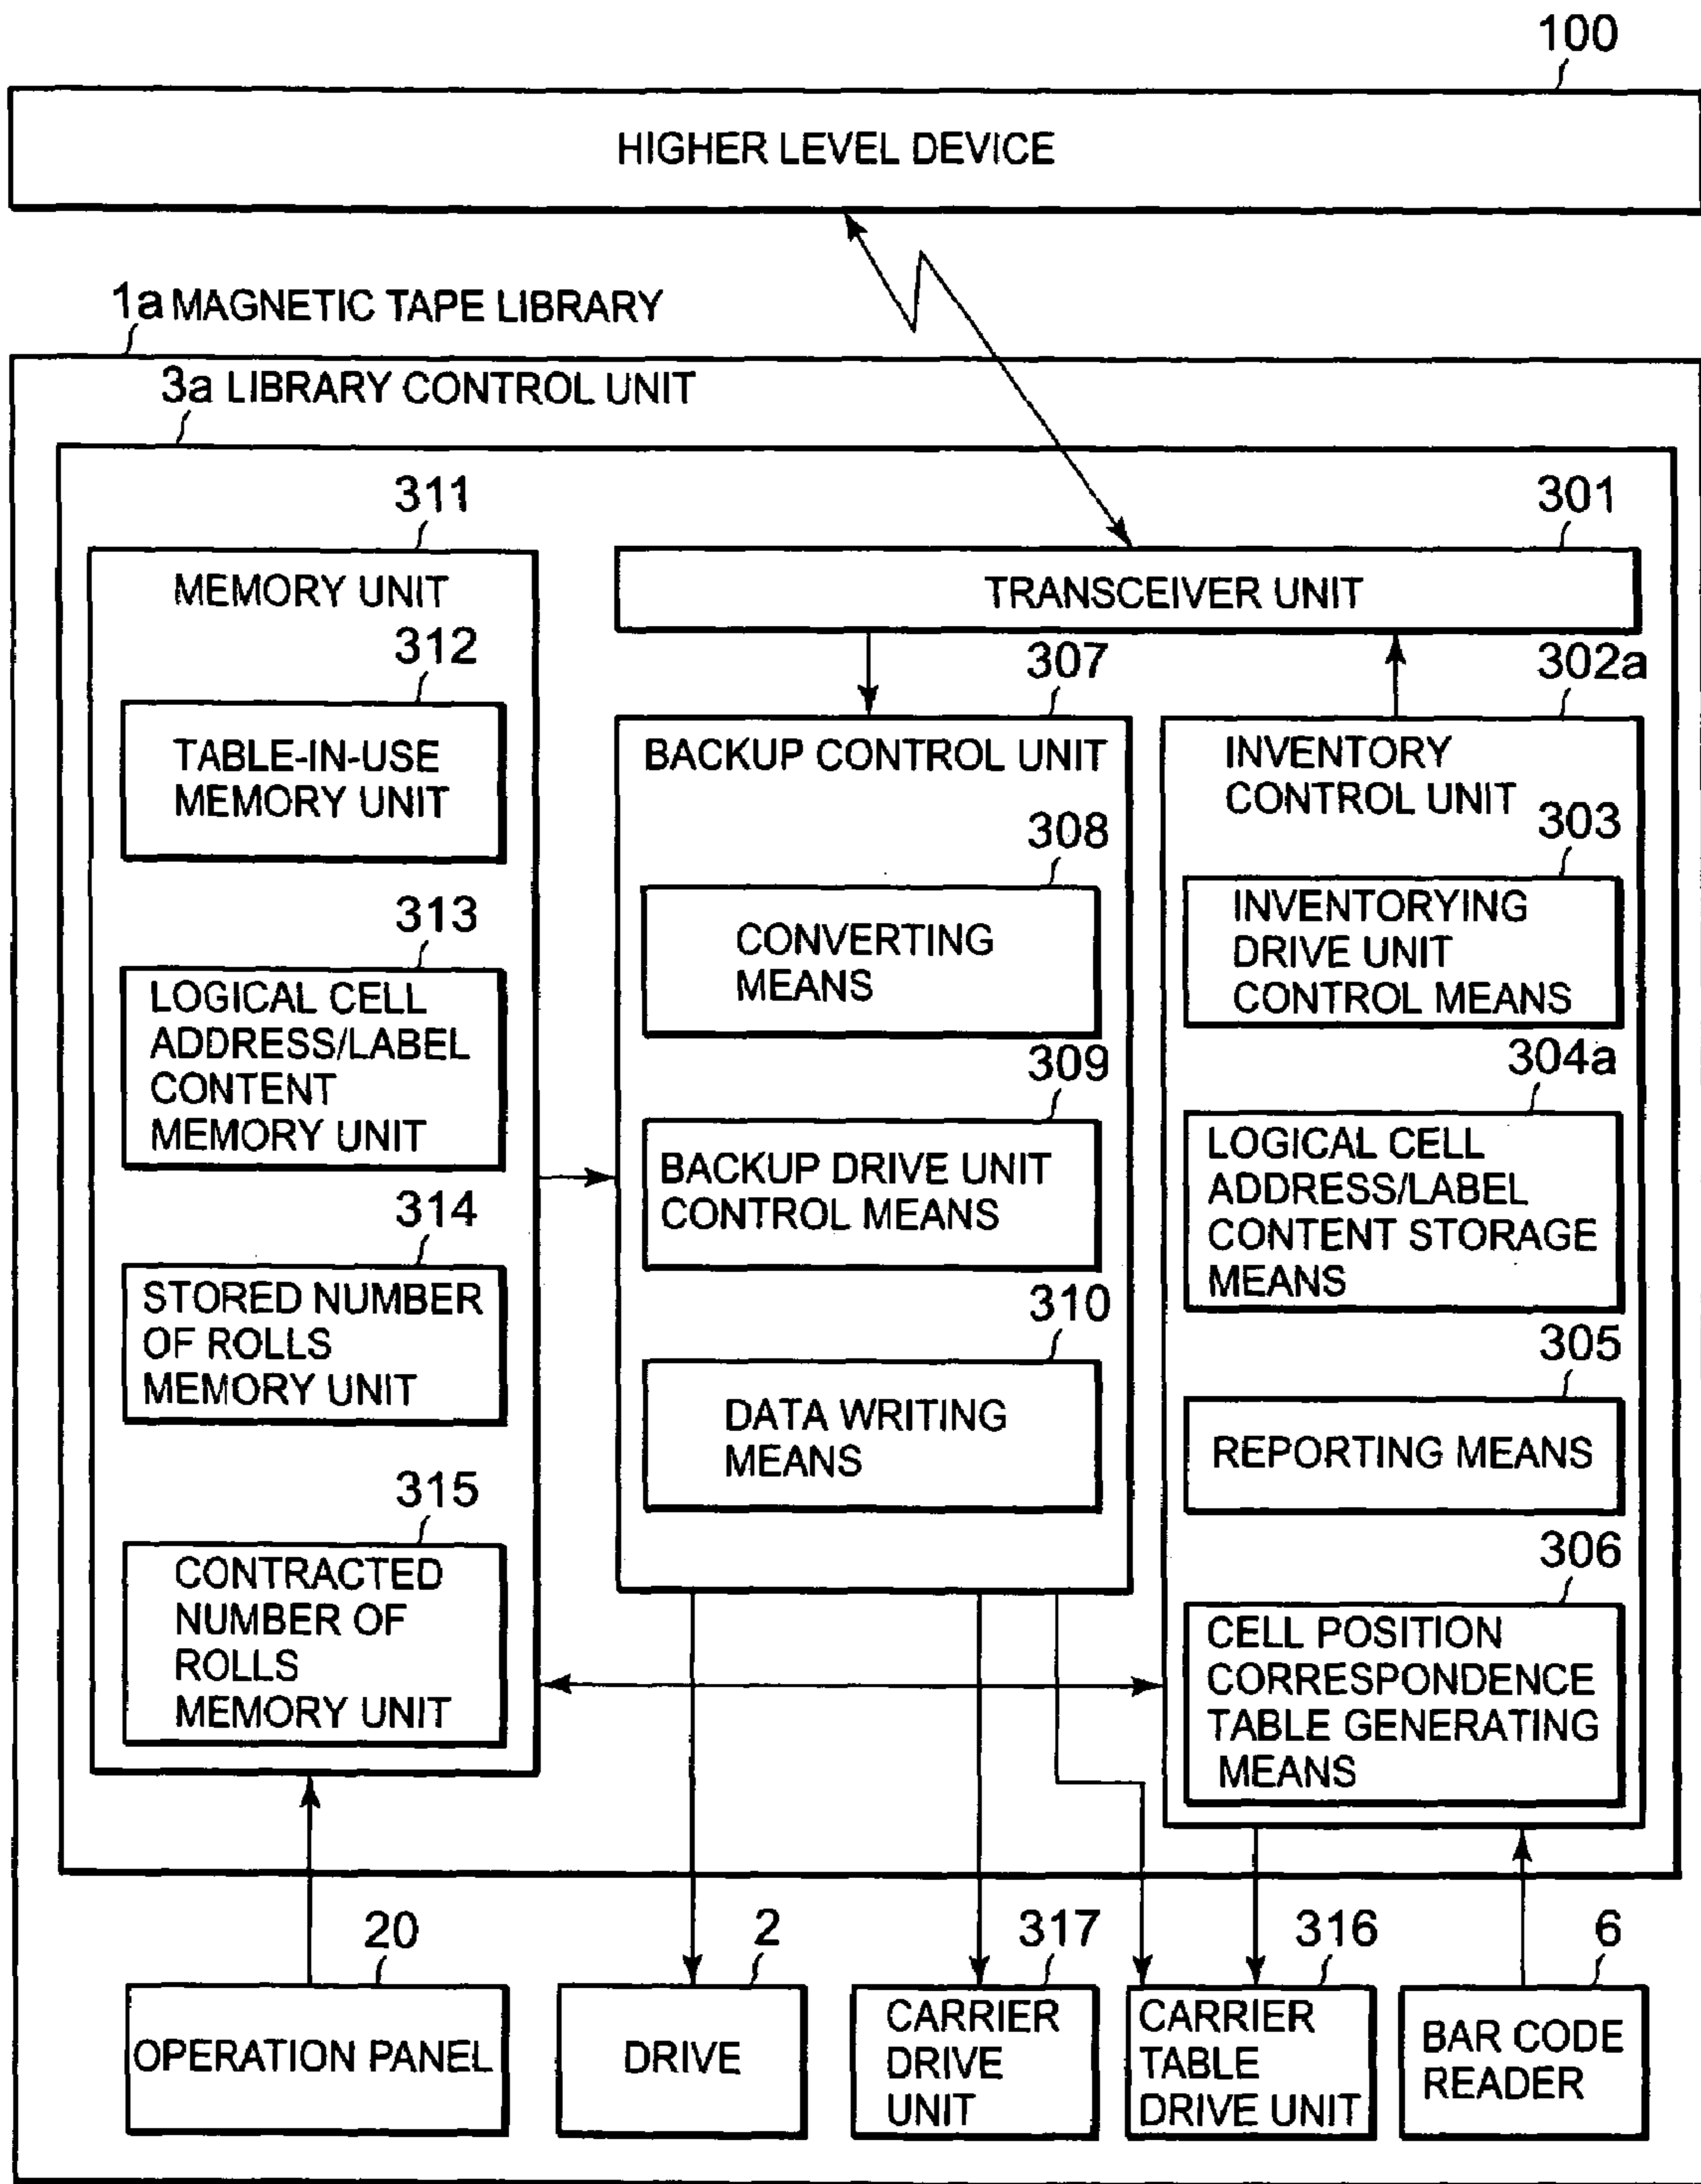 100
HIGHER LEVEL DEVICE
1a MAGNETIC TAPE LIBRARY
3a LIBRARY CONTROL UNIT
311
MEMORY UNIT
312
TABLE-IN-USE
MEMORY UNIT
313
LOGICAL CELL
ADDRESS/LABEL
CONTENT
MEMORY UNIT
314
STORED NUMBER
OF ROLLS
MEMORY UNIT
315
CONTRACTED
NUMBER OF
ROLLS
MEMORY UNIT
301
TRANSCEIVER UNIT
307
BACKUP CONTROL UNIT
308
CONVERTING
MEANS
309
BACKUP DRIVE UNIT
CONTROL MEANS
310
DATA WRITING
MEANS
302a
INVENTORY
CONTROL UNIT
303
INVENTORYING
DRIVE UNIT
CONTROL MEANS
304a
LOGICAL CELL
ADDRESS/LABEL
CONTENT STORAGE
MEANS
305
REPORTING MEANS
306
CELL POSITION
CORRESPONDENCE
TABLE GENERATING
MEANS
20
OPERATION PANEL
2
DRIVE
317
CARRIER
DRIVE
UNIT
316
CARRIER
TABLE
DRIVE UNIT
6
BAR CODE
READER